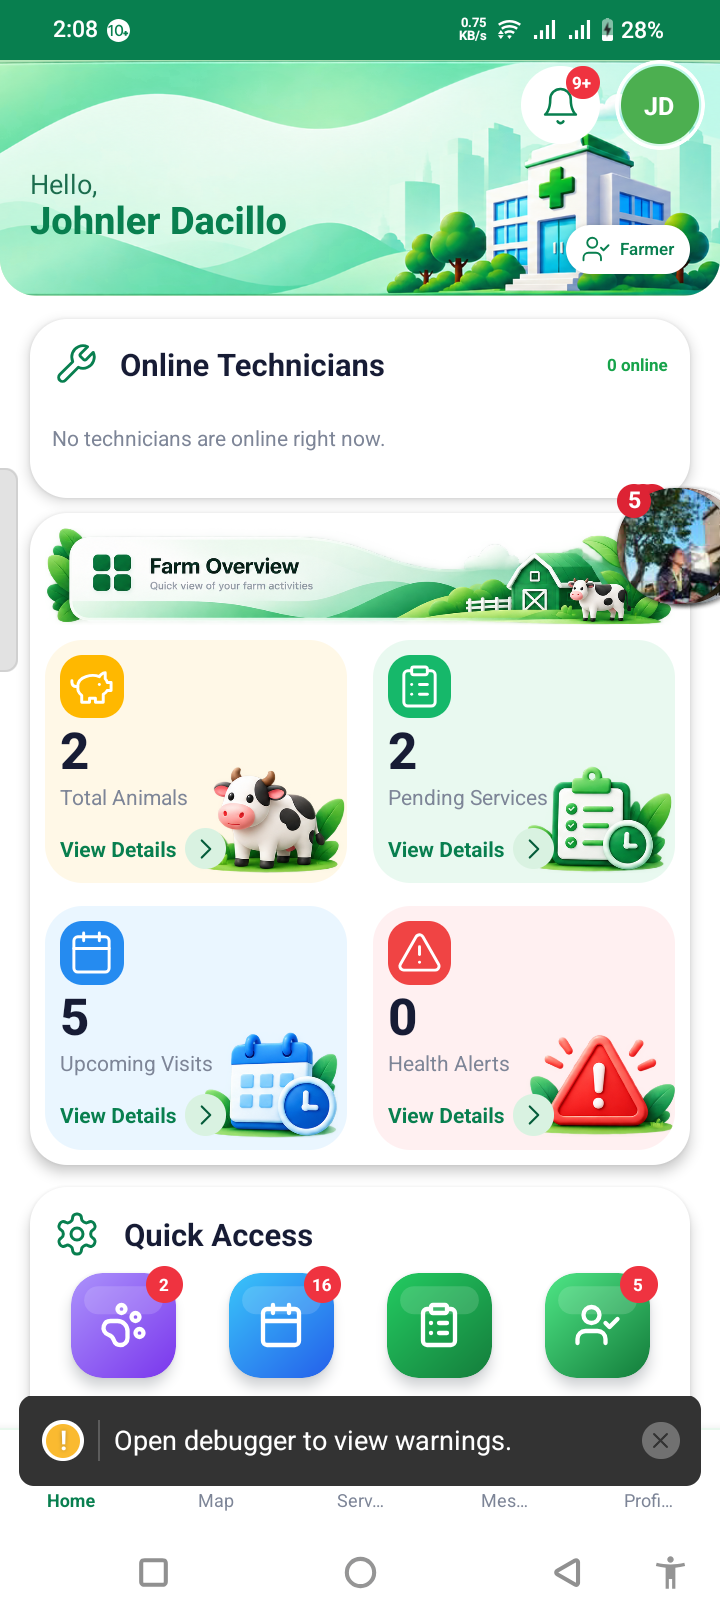 2:08
10
0.75
KB/s
28%
9+
JD
Hello,
Johnler Dacillo
Farmer
Online Technicians
0 online
No technicians are online right now.
5
Farm Overview
Quick view of your farm activities
2
Total Animals
View Details
2
Pending Services
View Details
5
Upcoming Visits
View Details
0
Health Alerts
View Details
Quick Access
2
16
5
Open debugger to view warnings.
Home
Map
Serv...
Mes...
Profi...